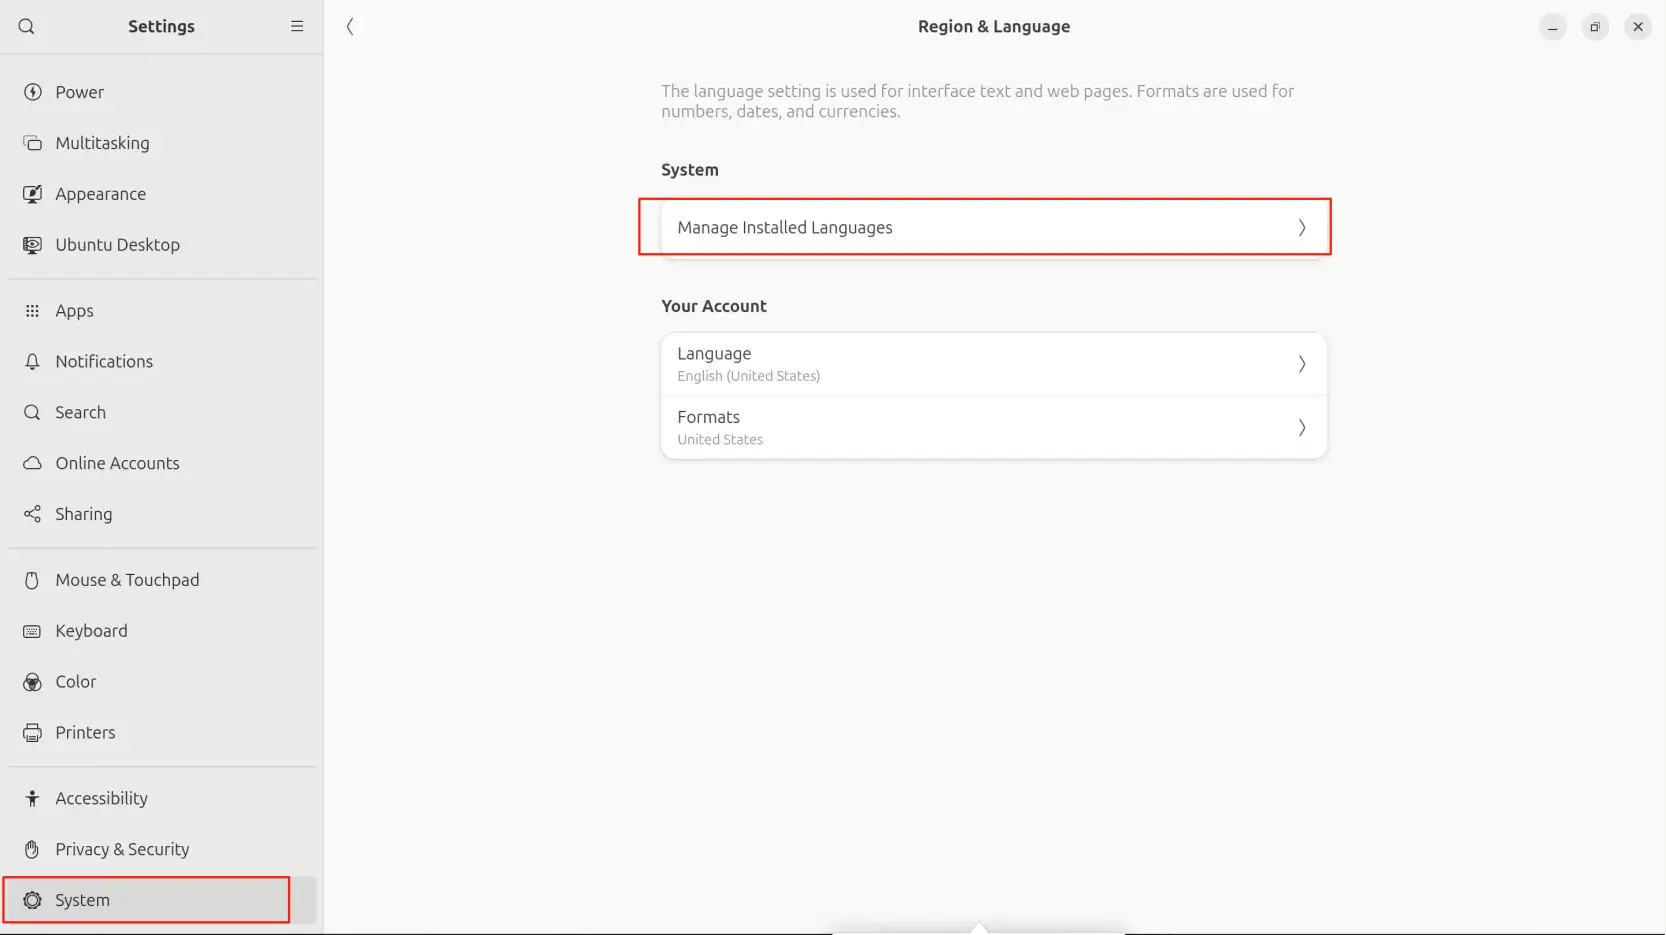 Settings
Power
Multitasking
Appearance
Ubuntu Desktop
Apps
Notifications
Search
Online Accounts
Sharing
Mouse & Touchpad
Keyboard
Color
Printers
Accessibility
Privacy & Security
System
Region & Language
The language setting is used for interface text and web pages. Formats are used for
numbers, dates, and currencies.
System
Manage Installed Languages
Your Account
Language
English (United States)
Formats
United States